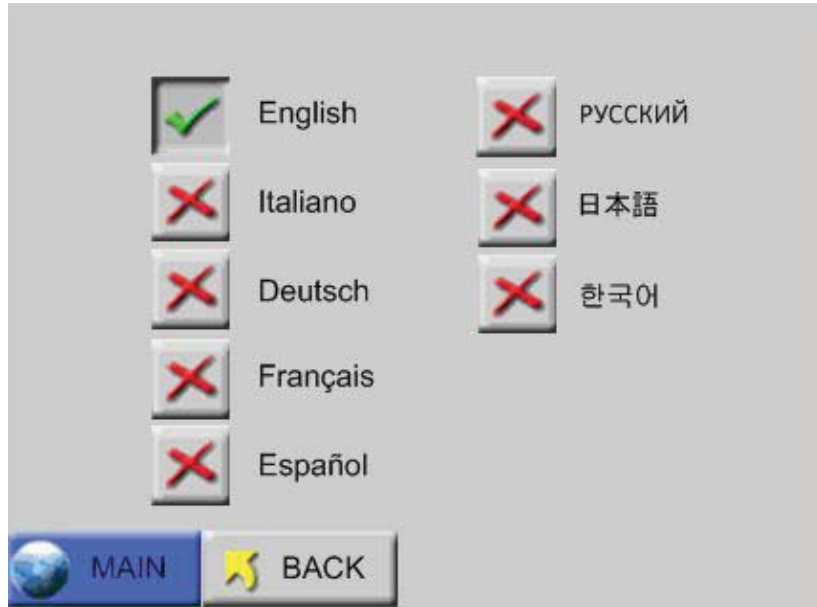 English
Italiano
Deutsch
Français
Español
РУССКИЙ
日本語
한국어
MAIN
BACK